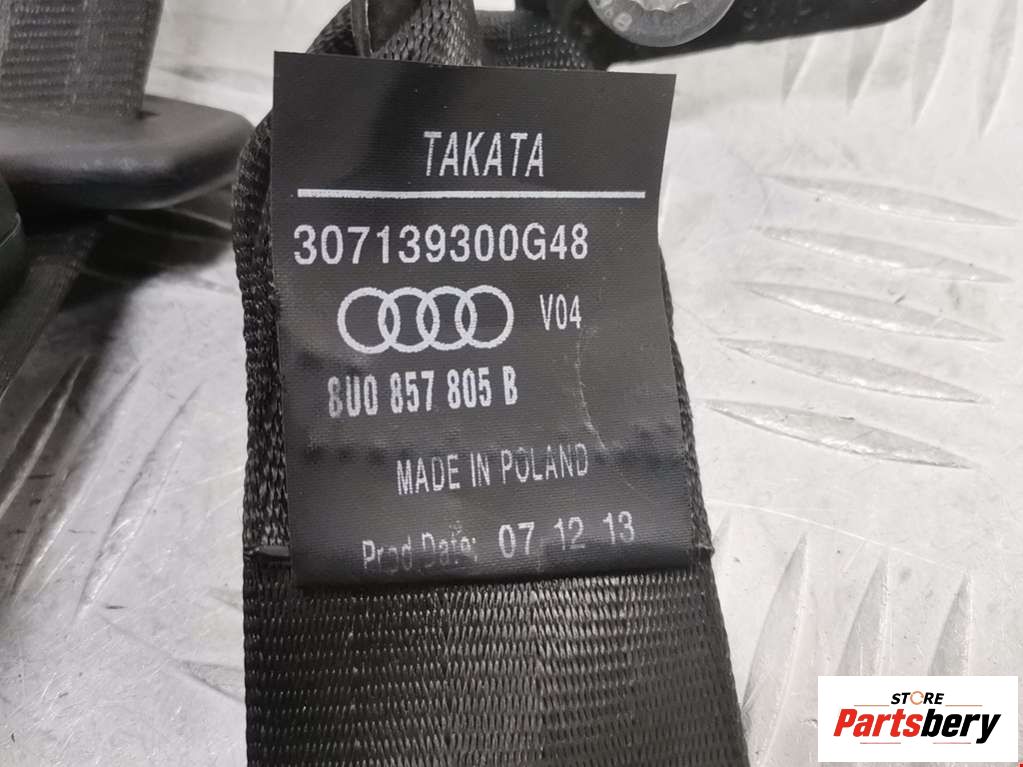 TAKATA
307139300G48
V04
8U0 857 805 B
MADE IN POLAND
Prod.Date: 07 12 13
STORE
Partsbery